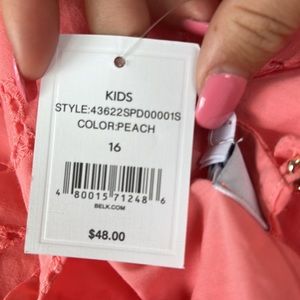 KIDS
STYLE:43622SPD00001S
COLOR:PEACH
16
4 80015 71248 6
BELK.COM
$48.00